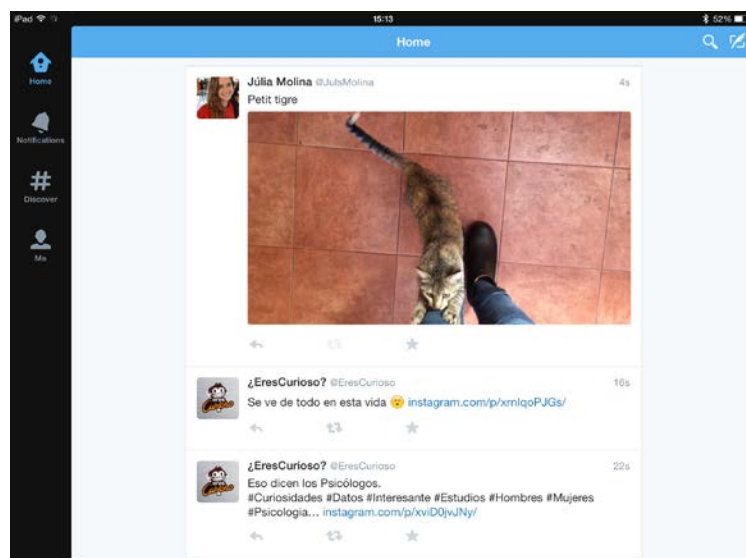 iPad 15:13 52%
Home
Home
Notifications
Discover
Me
Júlia Molina @JulsMolina 4s
Petit tigre
¿EresCurioso? @EresCurioso 16s
Se ve de todo en esta vida 😯 instagram.com/p/xmIqoPJGs/
¿EresCurioso? @EresCurioso 22s
Eso dicen los Psicólogos.
#Curiosidades #Datos #Interesante #Estudios #Hombres #Mujeres
#Psicologia... instagram.com/p/xviD0jvJNy/